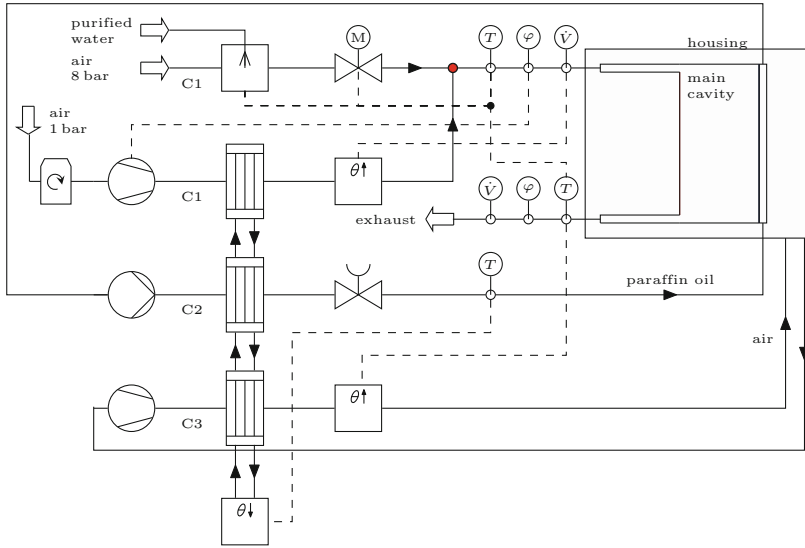 purified
water
air
8 bar
C1
M
T
φ
V̇
housing
main
cavity
air
1 bar
C1
θ
V̇
φ
T
exhaust
T
C2
paraffin oil
air
C3
θ
θ